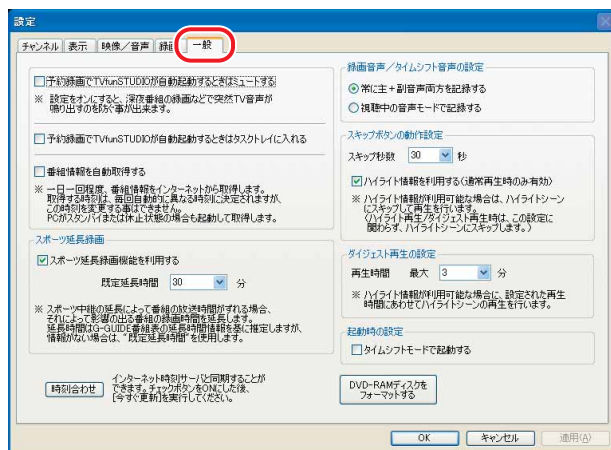 設定
チャンネル 表示 映像／音声 録画 一般
予約録画でTVfunSTUDIOが自動起動するときはミュートする
※ 設定をオンにすると、深夜番組の録画などで突然TV音声が
鳴り出すのを防ぐ事が出来ます。
予約録画でTVfunSTUDIOが自動起動するときはタスクトレイに入れる
番組情報を自動取得する
※ 一日一回程度、番組情報をインターネットから取得します。
取得する時刻は、毎回自動的に異なる時刻に決定されますが、
この時刻を変更する事はできません。
PCがスタンバイまたは休止状態の場合も起動して取得します。
スポーツ延長録画
スポーツ延長録画機能を利用する
既定延長時間 30 分
※ スポーツ中継の延長によって番組の放送時間がずれる場合、
それによって影響の出る番組の録画時間を延長します。
延長時間はG-GUIDE番組表の延長時間情報を基に推定しますが、
情報がない場合は、"既定延長時間"を使用します。
時刻合わせ
インターネット時刻サーバと同期することが
できます。チェックボタンをONにした後、
[今すぐ更新]を実行してください。
録画音声／タイムシフト音声の設定
常に主＋副音声両方を記録する
視聴中の音声モードで記録する
スキップボタンの動作設定
スキップ秒数 30 秒
ハイライト情報を利用する(通常再生時のみ有効)
※ ハイライト情報が利用可能な場合は、ハイライトシーン
にスキップして再生を行います。
(ハイライト再生/ダイジェスト再生時は、この設定に
関わらず、ハイライトシーンにスキップします。)
ダイジェスト再生の設定
再生時間 最大 3 分
※ ハイライト情報が利用可能な場合に、設定された再生
時間にあわせてハイライトシーンの再生を行います。
起動時の設定
タイムシフトモードで起動する
DVD-RAMディスクを
フォーマットする
OK キャンセル 適用(A)